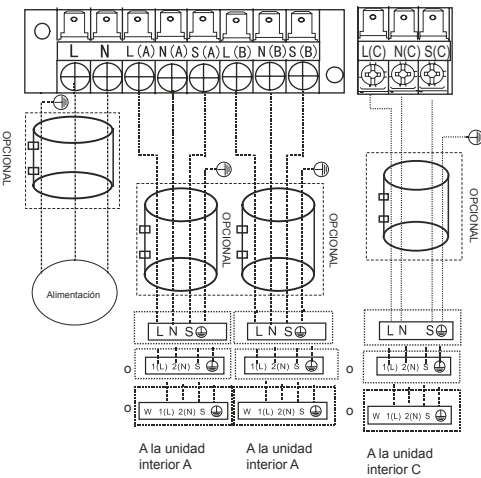 L N L (A) N (A) S (A) L (B) N (B) S (B)
L(C) N(C) S(C)
OPCIONAL
OPCIONAL
OPCIONAL
OPCIONAL
Alimentación
L N S
L N S
L N S
o 1(L) 2(N) S
1(L) 2(N) S
o 1(L) 2(N) S
o W 1(L) 2(N) S
W 1(L) 2(N) S
o W 1(L) 2(N) S
A la unidad
interior A
A la unidad
interior A
A la unidad
interior C